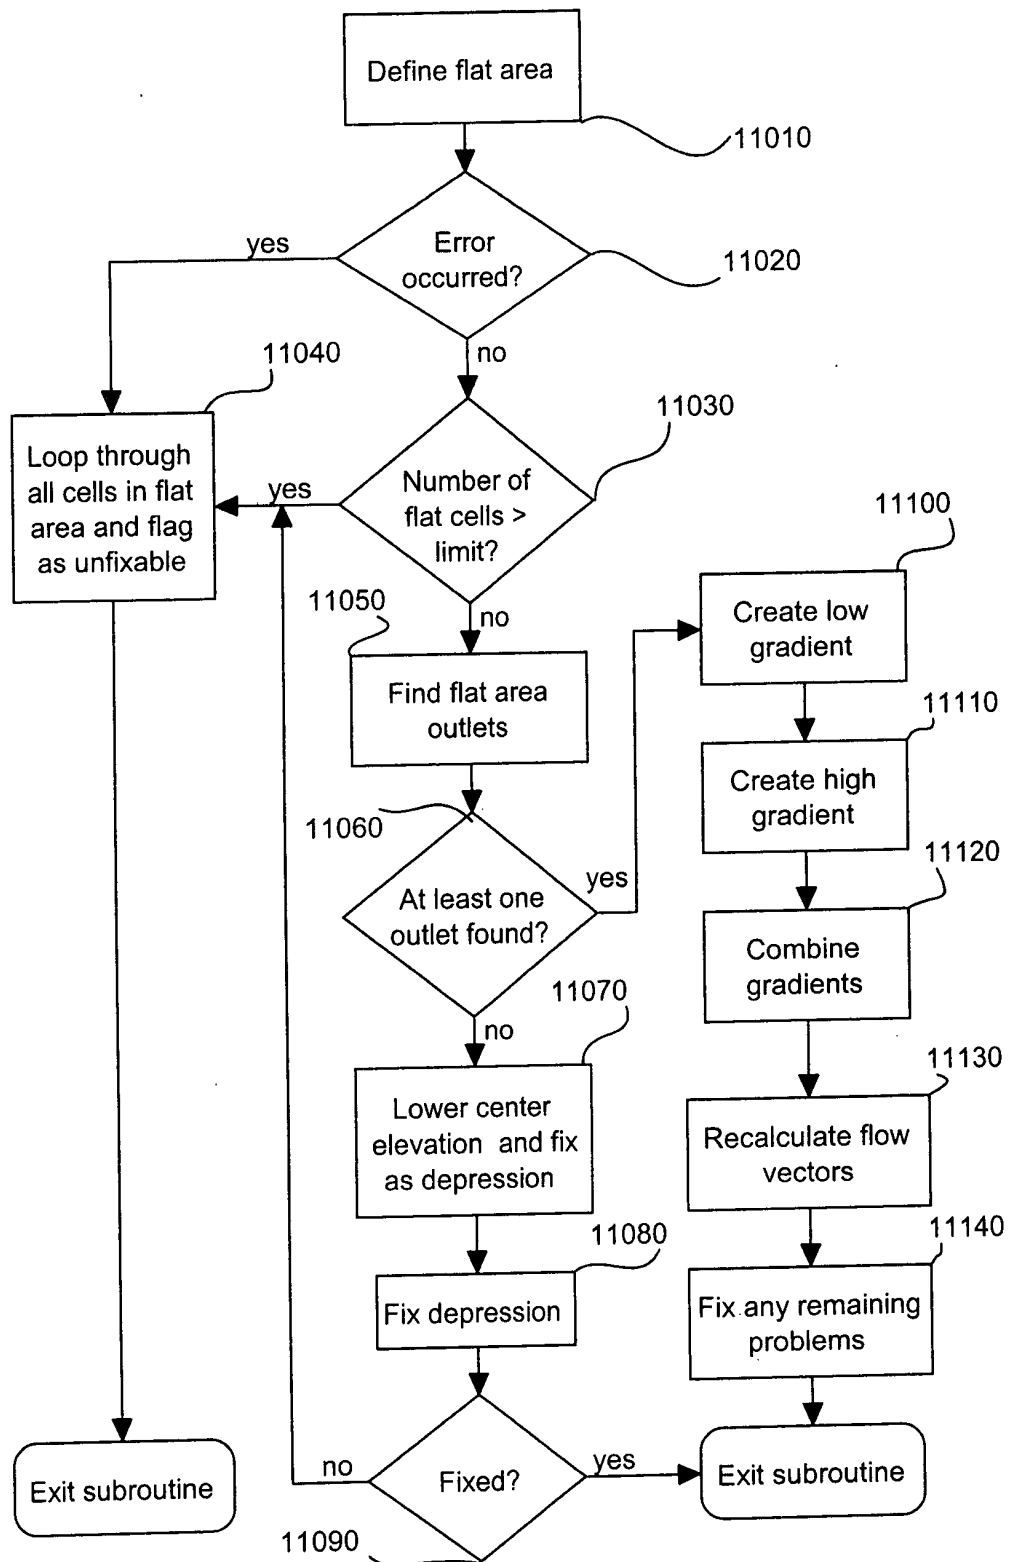 Define flat area
11010
Error
occurred?
11020
yes
no
11040
Loop through
all cells in flat
area and flag
as unfixable
11030
Number of
flat cells >
limit?
yes
no
11050
Find flat area
outlets
11060
At least one
outlet found?
yes
no
11100
Create low
gradient
11110
Create high
gradient
11120
Combine
gradients
11130
Recalculate flow
vectors
11140
Fix any remaining
problems
11070
Lower center
elevation and fix
as depression
11080
Fix depression
Fixed?
no
yes
11090
Exit subroutine
Exit subroutine